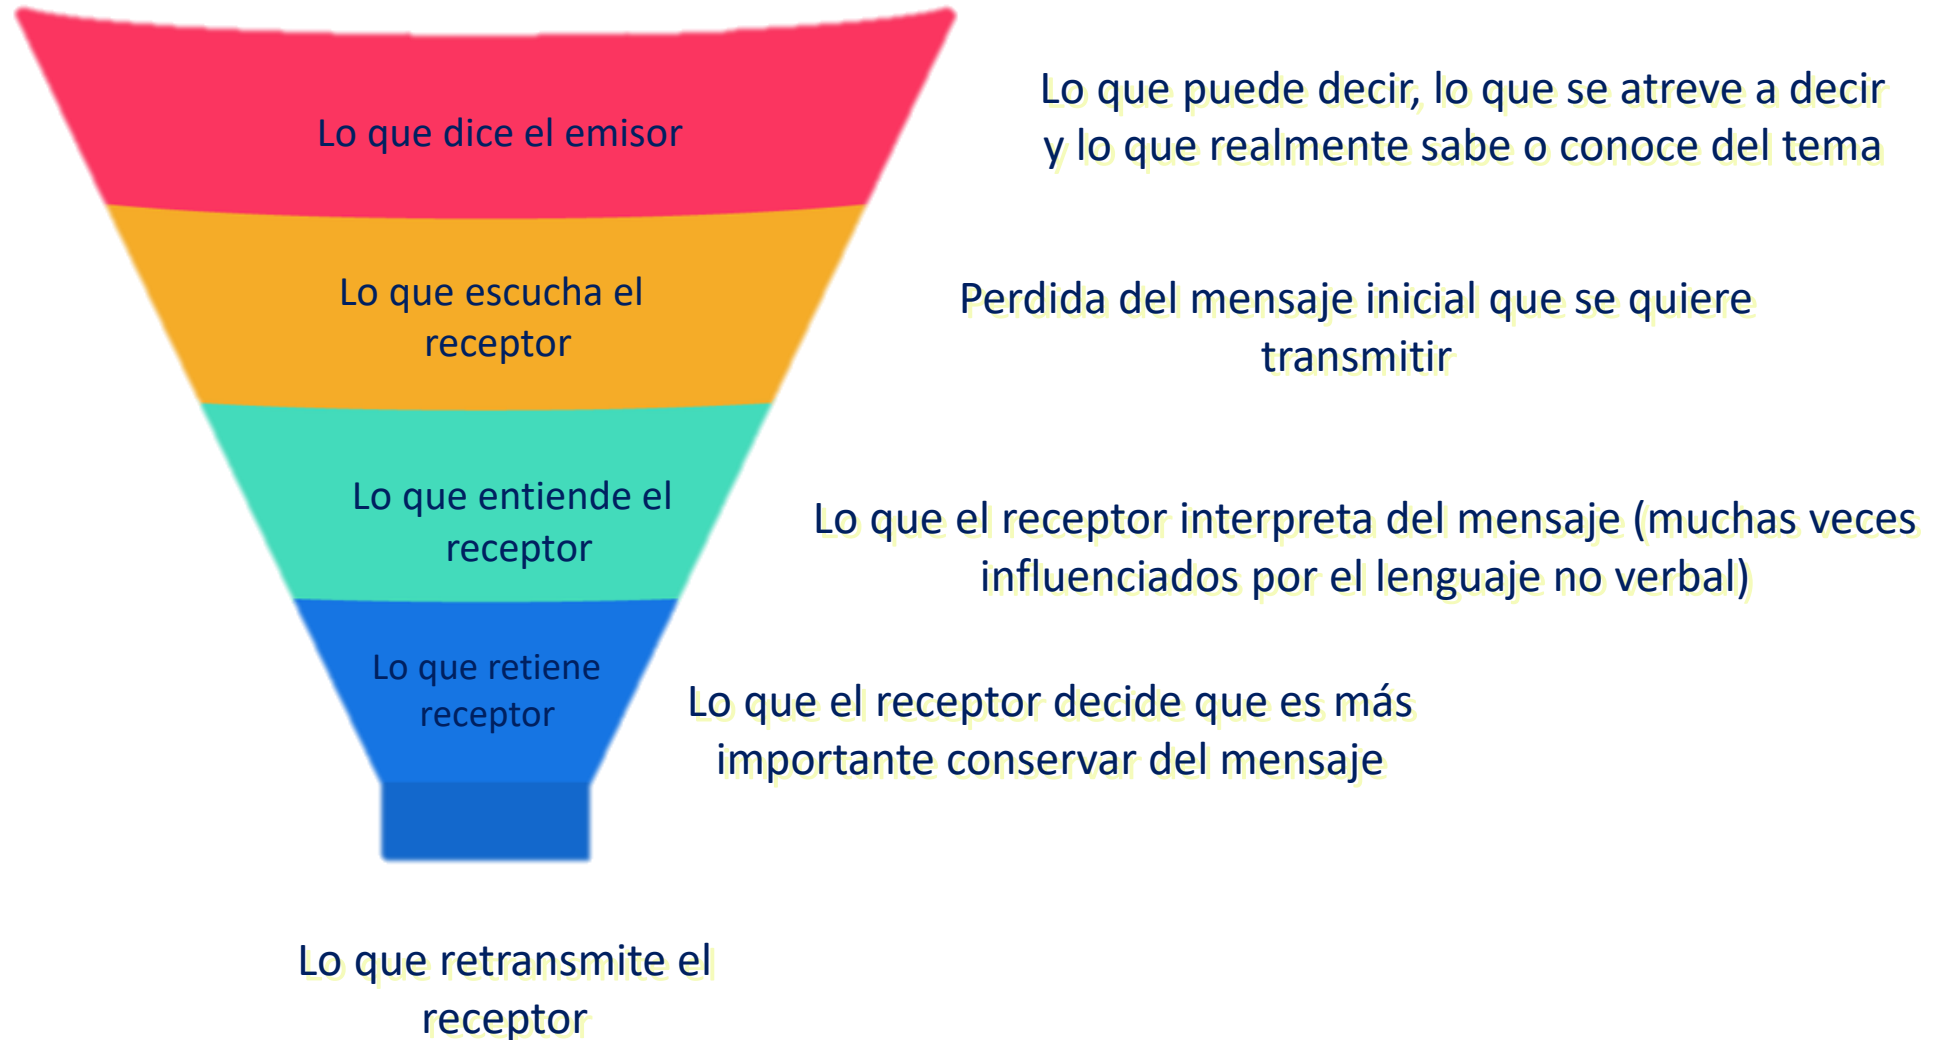 Lo que dice el emisor
Lo que puede decir, lo que se atreve a decir
y lo que realmente sabe o conoce del tema
Lo que escucha el
receptor
Perdida del mensaje inicial que se quiere
transmitir
Lo que entiende el
receptor
Lo que el receptor interpreta del mensaje (muchas veces
influenciados por el lenguaje no verbal)
Lo que retiene
receptor
Lo que el receptor decide que es más
importante conservar del mensaje
Lo que retransmite el
receptor